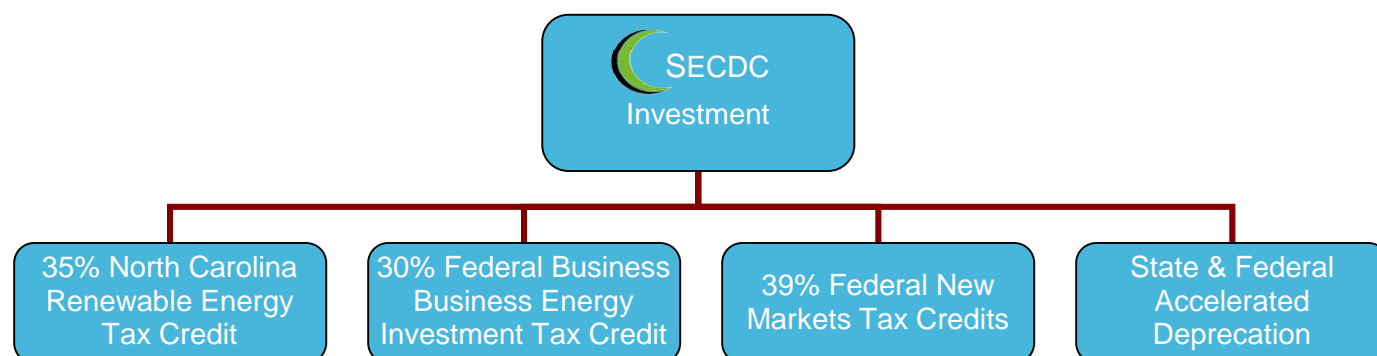 SECDC
Investment
35% North Carolina
Renewable Energy
Tax Credit
30% Federal Business
Business Energy
Investment Tax Credit
39% Federal New
Markets Tax Credits
State & Federal
Accelerated
Deprecation